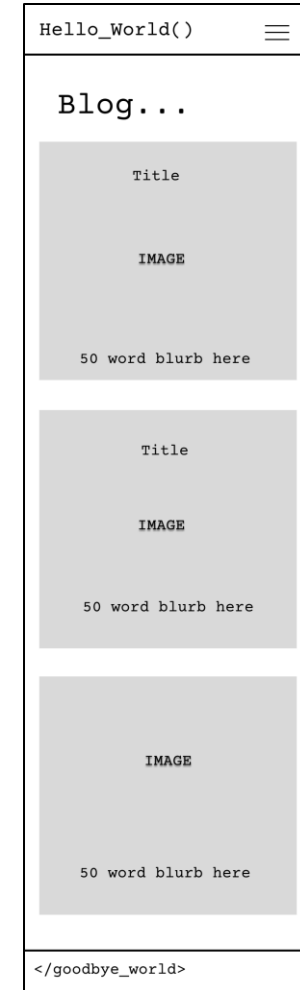 Hello_World()
Blog...
Title
IMAGE
50 word blurb here
Title
IMAGE
50 word blurb here
IMAGE
50 word blurb here
</goodbye_world>